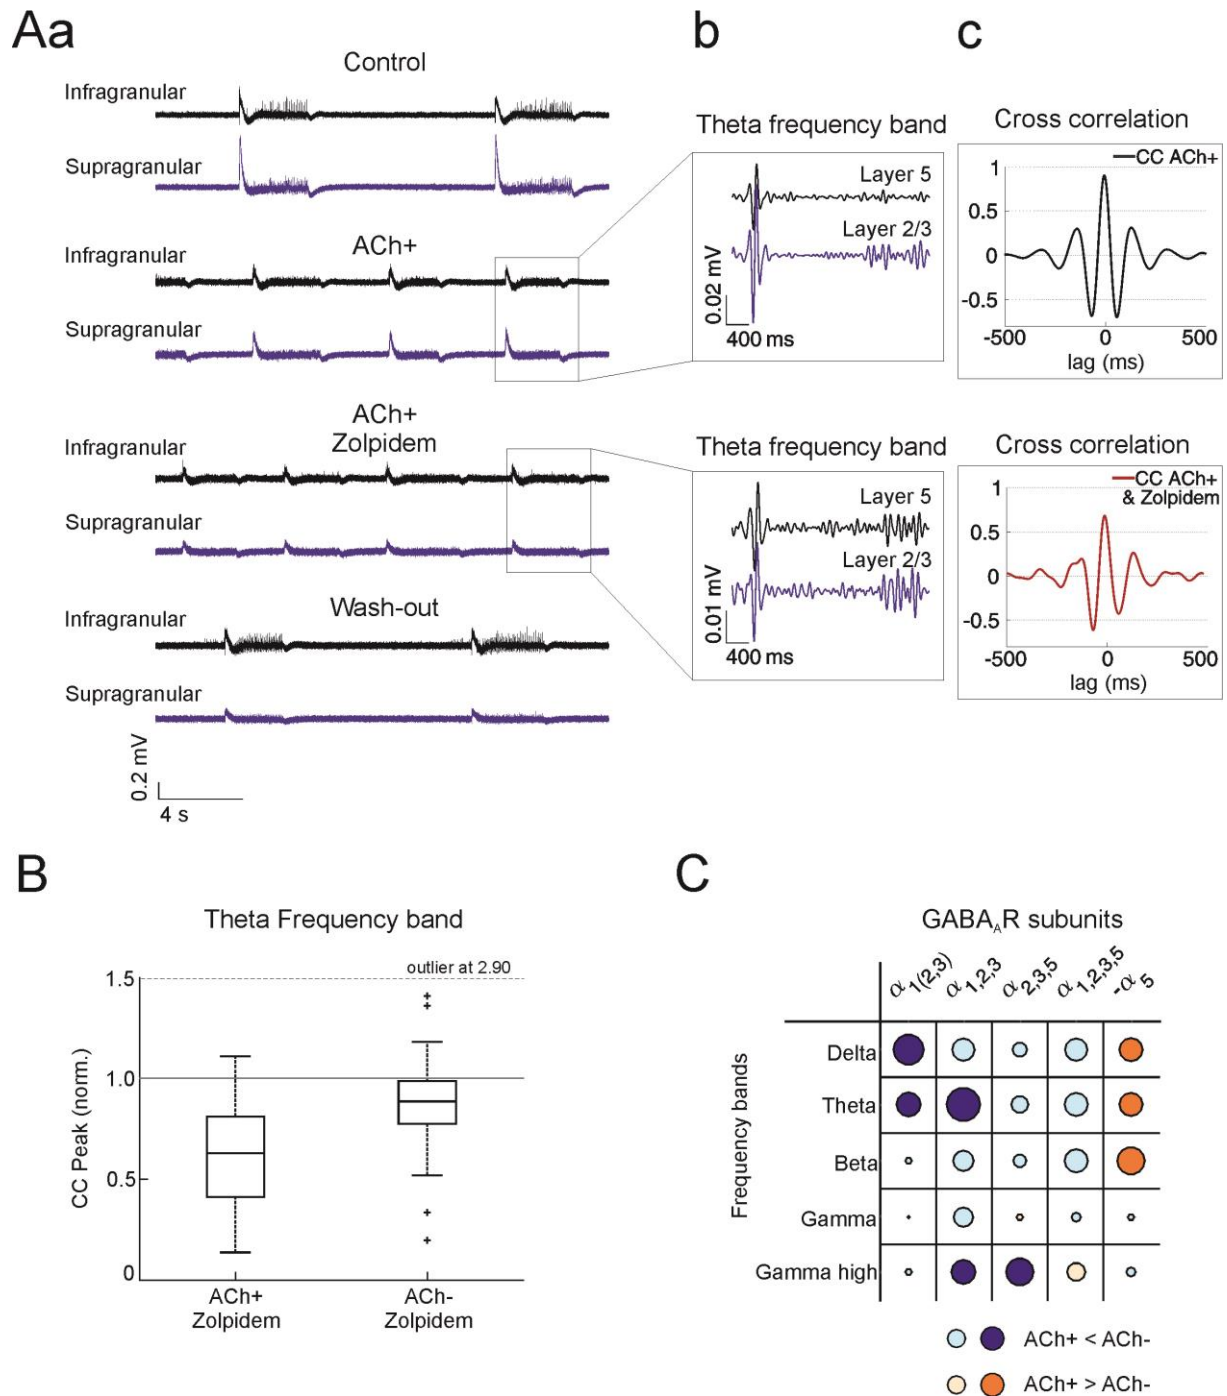 Aa
b
c
Control
Infragranular
Supragranular
ACh+
Infragranular
Supragranular
ACh+
Zolpidem
Infragranular
Supragranular
Wash-out
Infragranular
Supragranular
0.2 mV
4 s
Theta frequency band
Layer 5
Layer 2/3
0.02 mV
400 ms
Cross correlation
CC ACh+
1
0.5
0
-0.5
-500
0
500
lag (ms)
Theta frequency band
Layer 5
Layer 2/3
0.01 mV
400 ms
Cross correlation
CC ACh+
& Zolpidem
1
0.5
0
-0.5
-500
0
500
lag (ms)
B
Theta Frequency band
outlier at 2.90
1.5
1.0
0.5
0
CC Peak (norm.)
ACh+
Zolpidem
ACh-
Zolpidem
C
GABA_AR subunits
α1(2,3)
α1,2,3
α2,3,5
α1,2,3,5
-α5
Frequency bands
Delta
Theta
Beta
Gamma
Gamma high
ACh+ < ACh-
ACh+ > ACh-